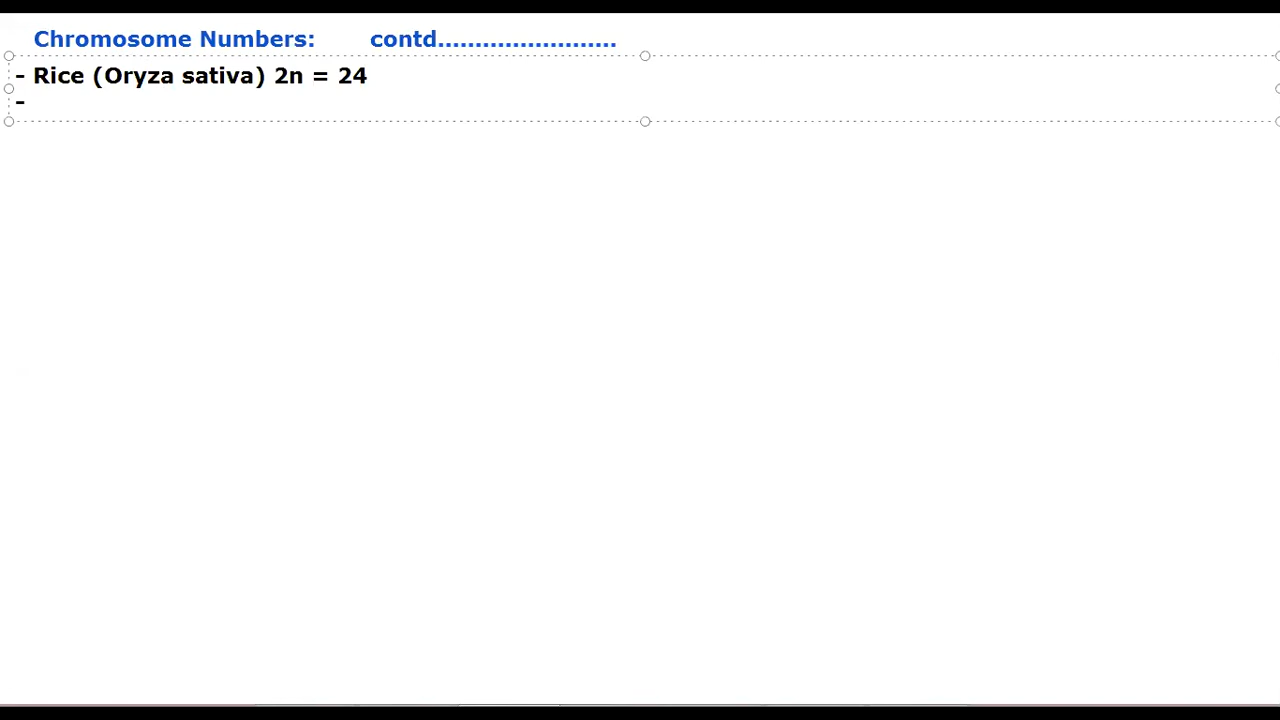 Chromosome Numbers: contd........................
- Rice (Oryza sativa) 2n = 24
-